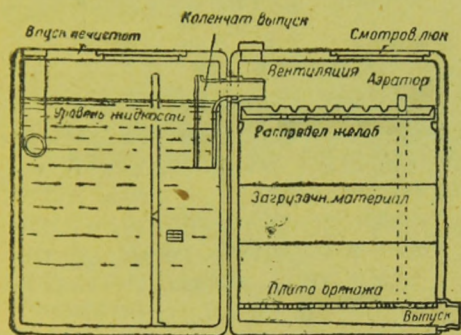 Коленчат выпуск
Впуск нечистот
Смотров. люк
Вентиляция
Аэратор
Уровень жидкости
Распредел желоб
Загрузочн. материал
Плита дренажа
Выпуск